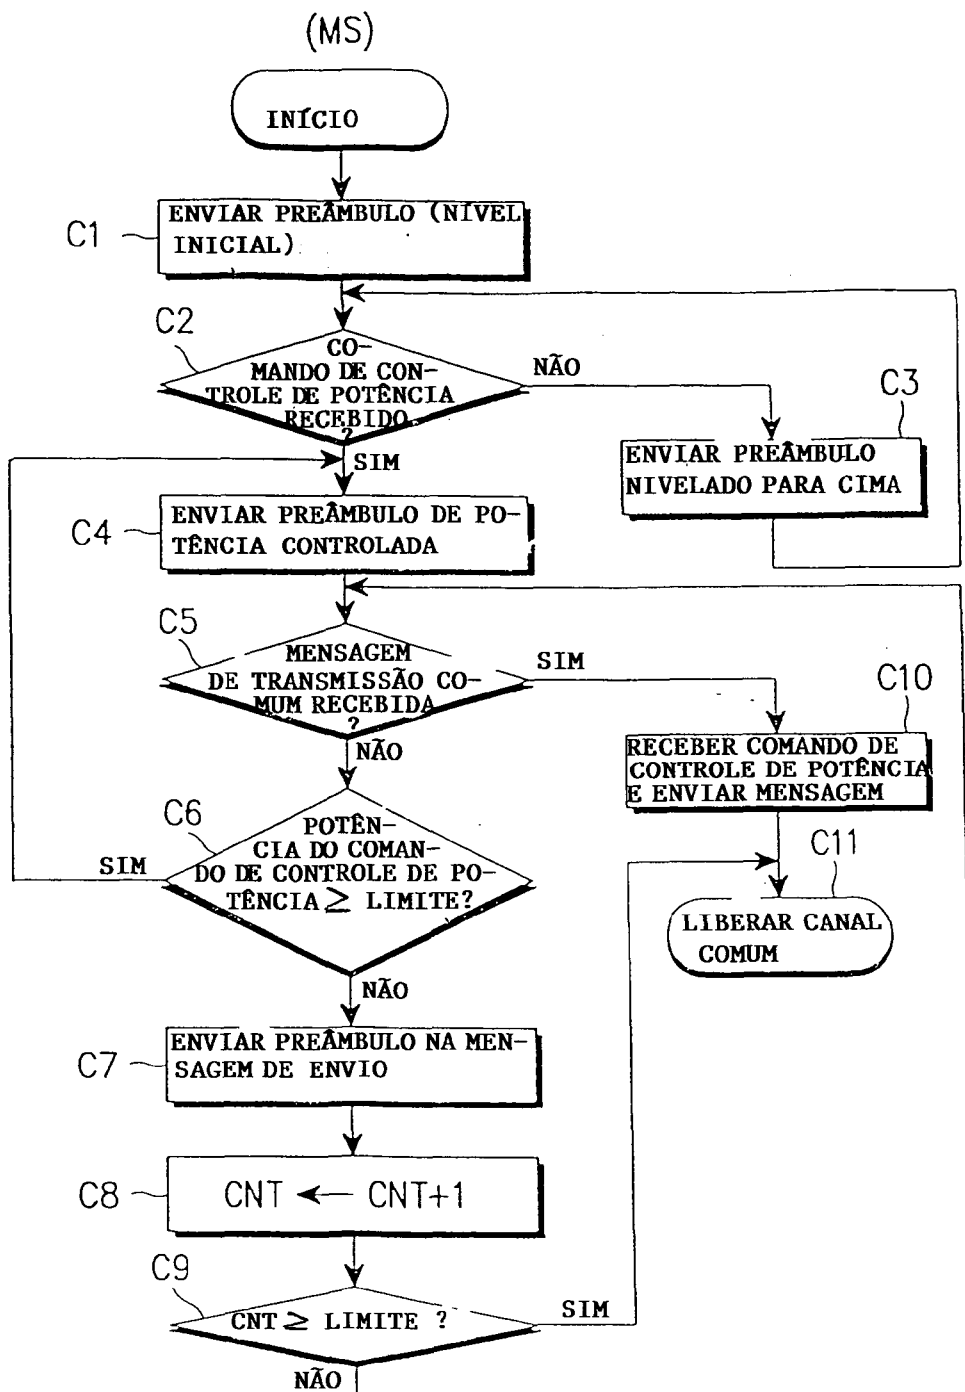 (MS)
INÍCIO
C1
ENVIAR PREÂMBULO (NÍVEL
INICIAL)
C2
CO-
MANDO DE CON-
TROLE DE POTÊNCIA
RECEBIDO
?
NÃO
C3
ENVIAR PREÂMBULO
NIVELADO PARA CIMA
SIM
C4
ENVIAR PREÂMBULO DE PO-
TÊNCIA CONTROLADA
C5
MENSAGEM
DE TRANSMISSÃO CO-
MUM RECEBIDA
?
SIM
C10
RECEBER COMANDO DE
CONTROLE DE POTÊNCIA
E ENVIAR MENSAGEM
NÃO
C6
POTÊN-
CIA DO COMAN-
DO DE CONTROLE DE PO-
TÊNCIA ≥ LIMITE?
SIM
C11
LIBERAR CANAL
COMUM
NÃO
C7
ENVIAR PREÂMBULO NA MEN-
SAGEM DE ENVIO
C8
CNT ← CNT+1
C9
CNT ≥ LIMITE ?
SIM
NÃO